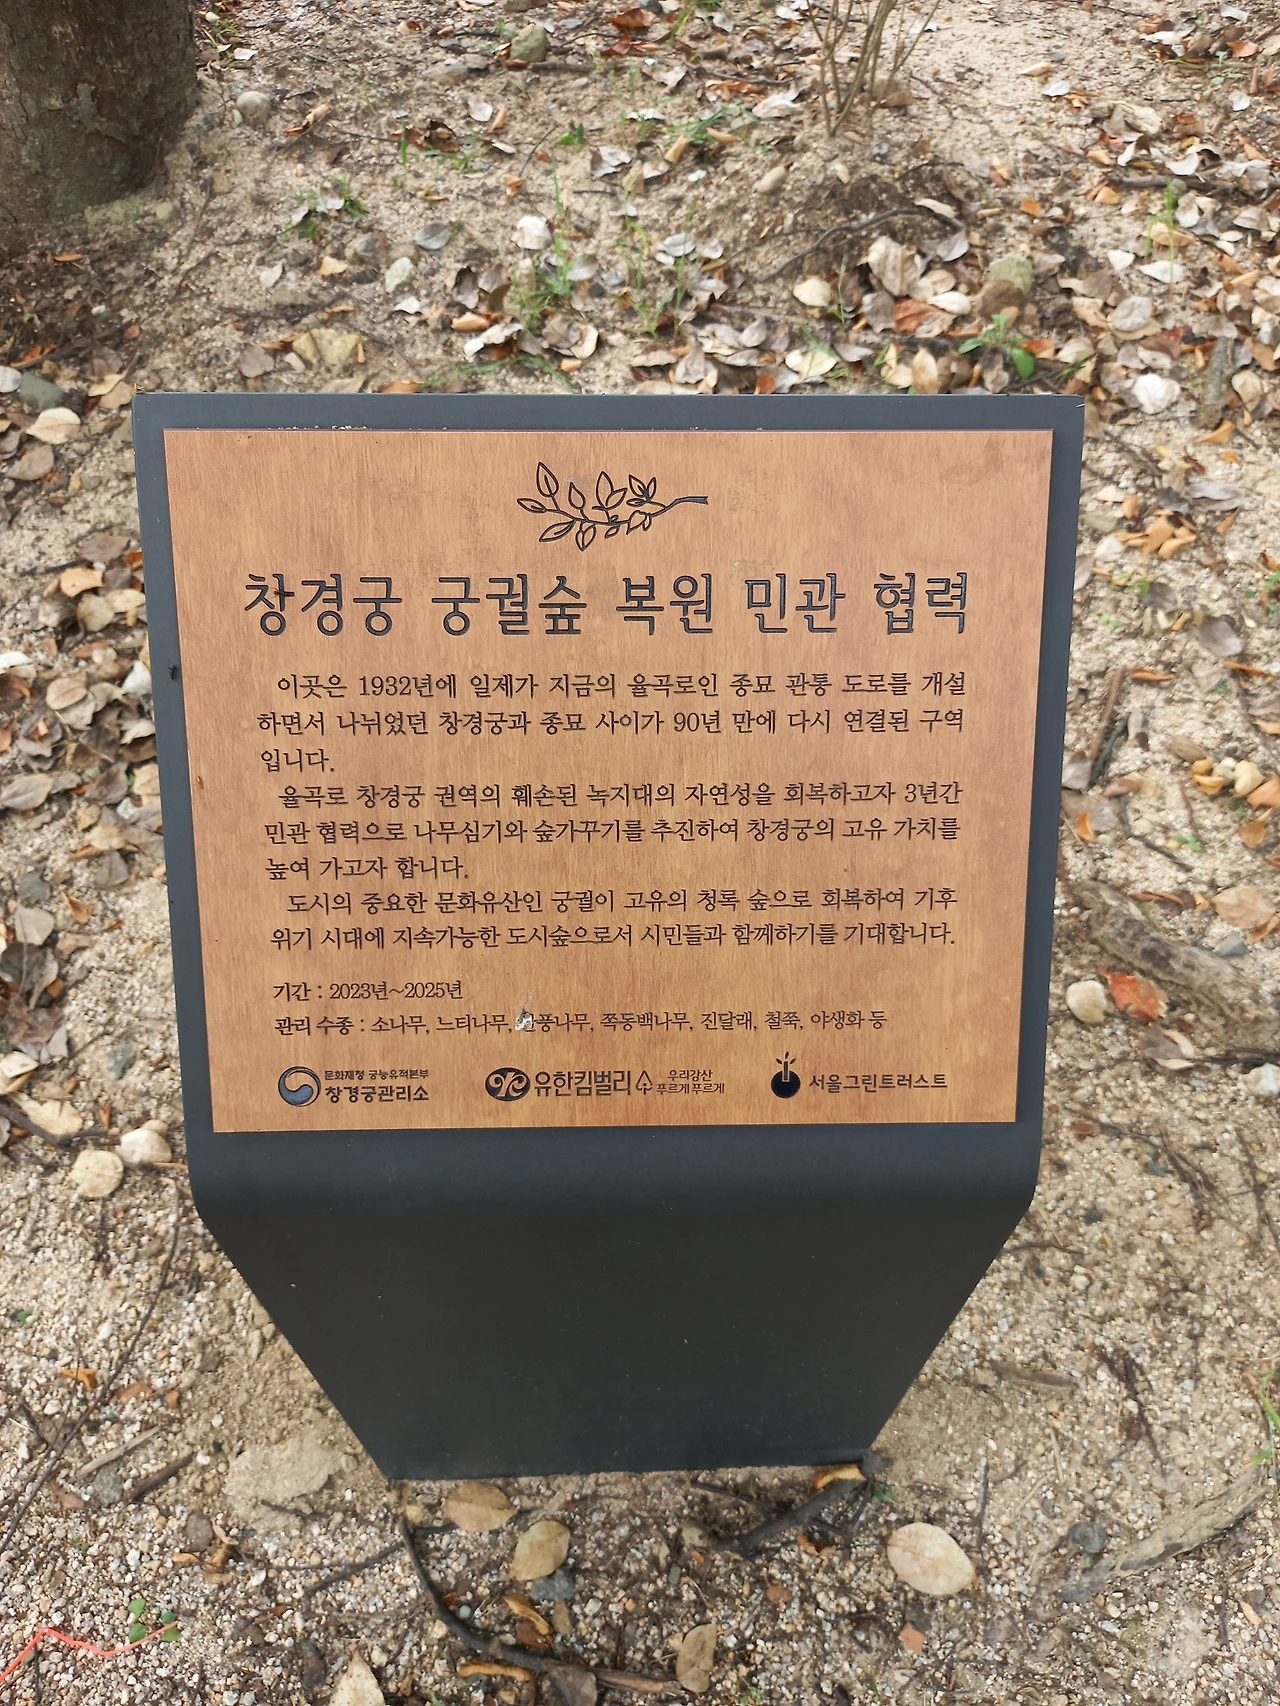 창경궁 궁궐숲 복원 민관 협력
이곳은 1932년에 일제가 지금의 율곡로인 종묘 관통 도로를 개설
하면서 나뉘었던 창경궁과 종묘 사이가 90년 만에 다시 연결된 구역
입니다.
율곡로 창경궁 권역의 훼손된 녹지대의 자연성을 회복하고자 3년간
민관 협력으로 나무심기와 숲가꾸기를 추진하여 창경궁의 고유 가치를
높여 가고자 합니다.
도시의 중요한 문화유산인 궁궐이 고유의 청록 숲으로 회복하여 기후
위기 시대에 지속가능한 도시숲으로서 시민들과 함께하기를 기대합니다.
기간 : 2023년~2025년
관리 수종 : 소나무, 느티나무, 쪽동백나무, 진달래, 철쭉, 야생화 등
문화재청 궁능유적본부
창경궁관리소
유한킴벌리
우리강산
푸르게 푸르게
서울그린트러스트